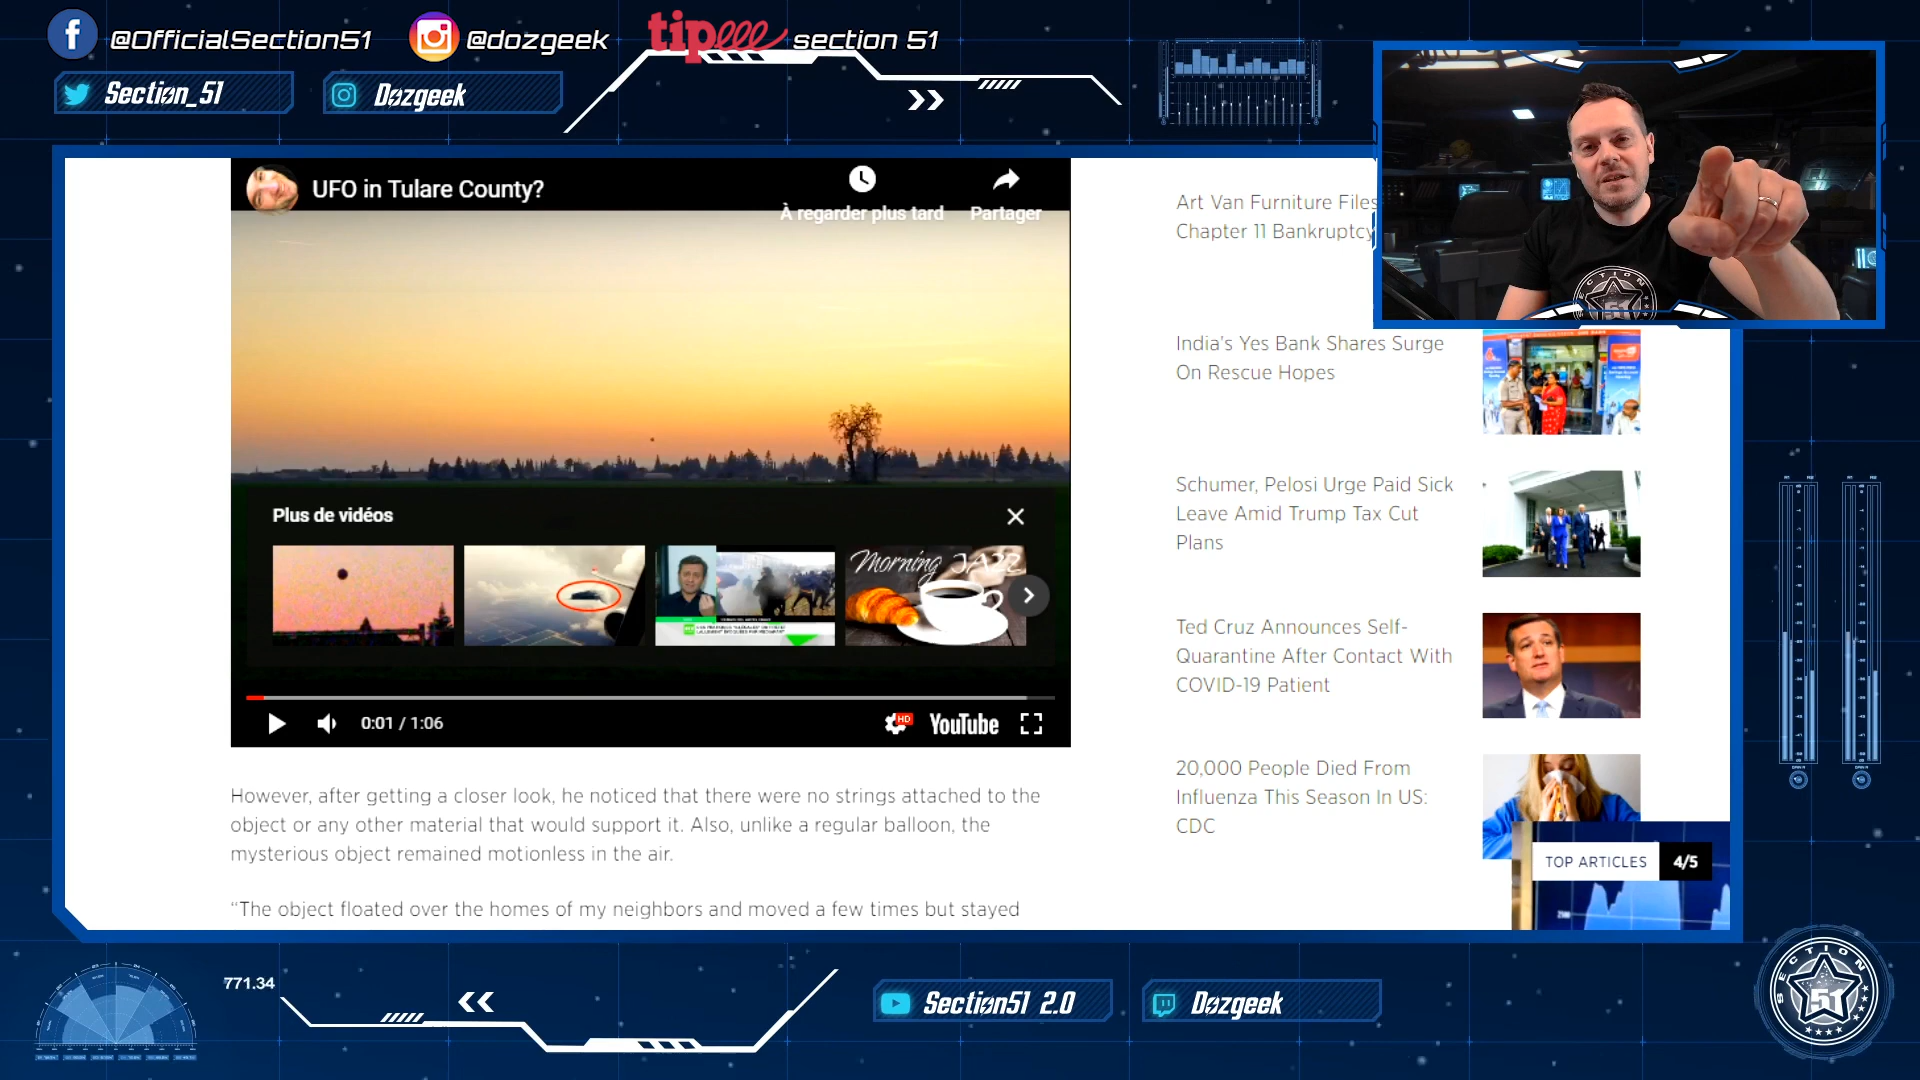 @OfficialSection51
@dozgeek
tipeee section 51
Section_51
Dozgeek
UFO in Tulare County?
À regarder plus tard
Partager
Plus de vidéos
Morning JAZZ
0:01 / 1:06
HD
YouTube
However, after getting a closer look, he noticed that there were no strings attached to the
object or any other material that would support it. Also, unlike a regular balloon, the
mysterious object remained motionless in the air.
“The object floated over the homes of my neighbors and moved a few times but stayed
Art Van Furniture Files
Chapter 11 Bankruptcy
India’s Yes Bank Shares Surge
On Rescue Hopes
Schumer, Pelosi Urge Paid Sick
Leave Amid Trump Tax Cut
Plans
Ted Cruz Announces Self-
Quarantine After Contact With
COVID-19 Patient
20,000 People Died From
Influenza This Season In US:
CDC
TOP ARTICLES 4/5
771.34
Section51 2.0
Dozgeek
SECTION
51